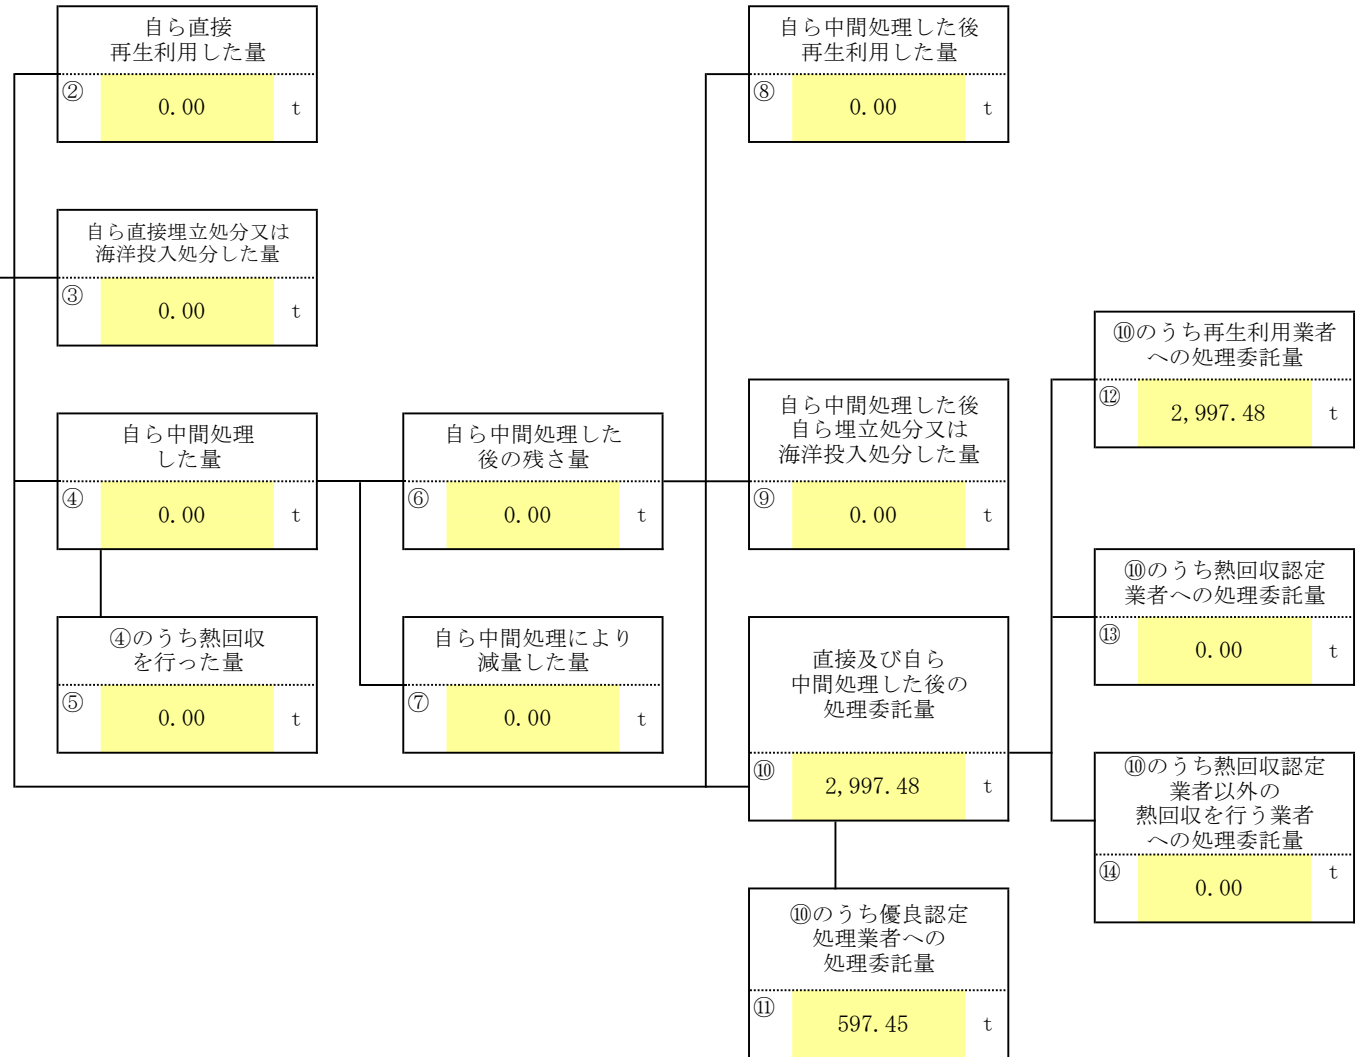 自ら直接
再生利用した量
② 0.00 t
自ら中間処理した後
再生利用した量
⑧ 0.00 t
自ら直接埋立処分又は
海洋投入処分した量
③ 0.00 t
⑩のうち再生利用業者
への処理委託量
⑫ 2,997.48 t
自ら中間処理
した量
④ 0.00 t
自ら中間処理した
後の残さ量
⑥ 0.00 t
自ら中間処理した後
自ら埋立処分又は
海洋投入処分した量
⑨ 0.00 t
⑩のうち熱回収認定
業者への処理委託量
⑬ 0.00 t
④のうち熱回収
を行った量
⑤ 0.00 t
自ら中間処理により
減量した量
⑦ 0.00 t
直接及び自ら
中間処理した後の
処理委託量
⑩ 2,997.48 t
⑩のうち熱回収認定
業者以外の
熱回収を行う業者
への処理委託量
⑭ 0.00 t
⑩のうち優良認定
処理業者への
処理委託量
⑪ 597.45 t